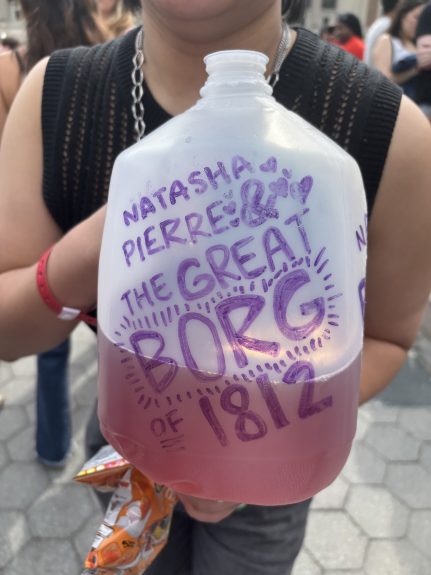 NATASHA
& PIERRE
THE GREAT
BORG
OF 1812